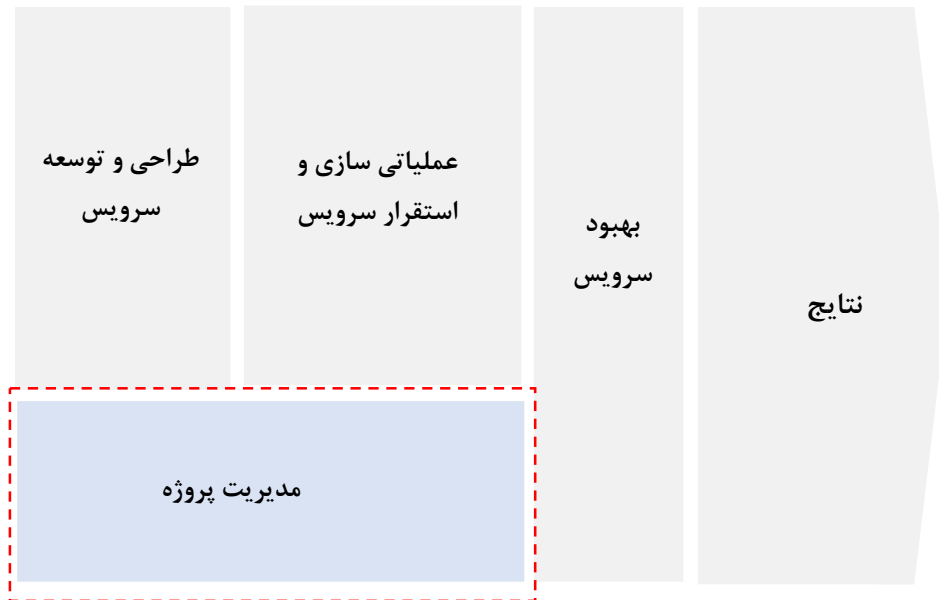 طراحی و توسعه
سرویس
عملیاتی سازی و
استقرار سرویس
بهبود
سرویس
نتایج
مدیریت پروژه